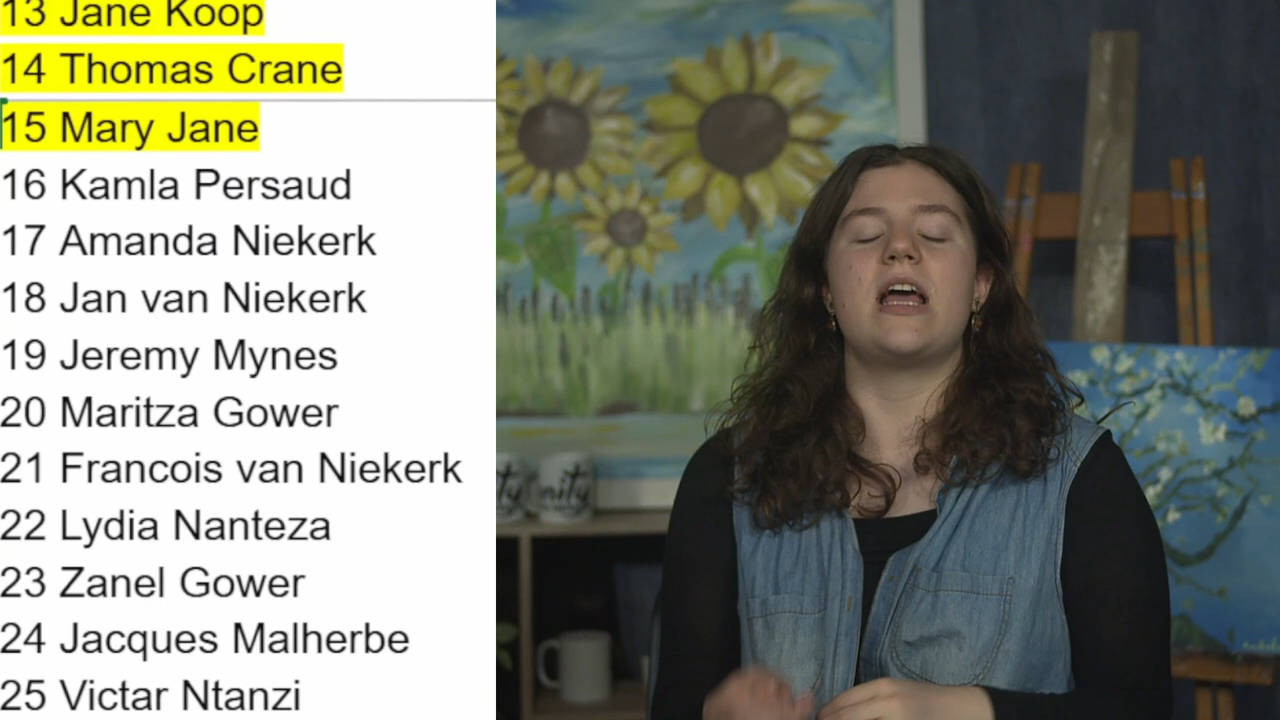 13 Jane Koop
14 Thomas Crane
15 Mary Jane
16 Kamla Persaud
17 Amanda Niekerk
18 Jan van Niekerk
19 Jeremy Mynes
20 Maritza Gower
21 Francois van Niekerk
22 Lydia Nanteza
23 Zanel Gower
24 Jacques Malherbe
25 Victar Ntanzi